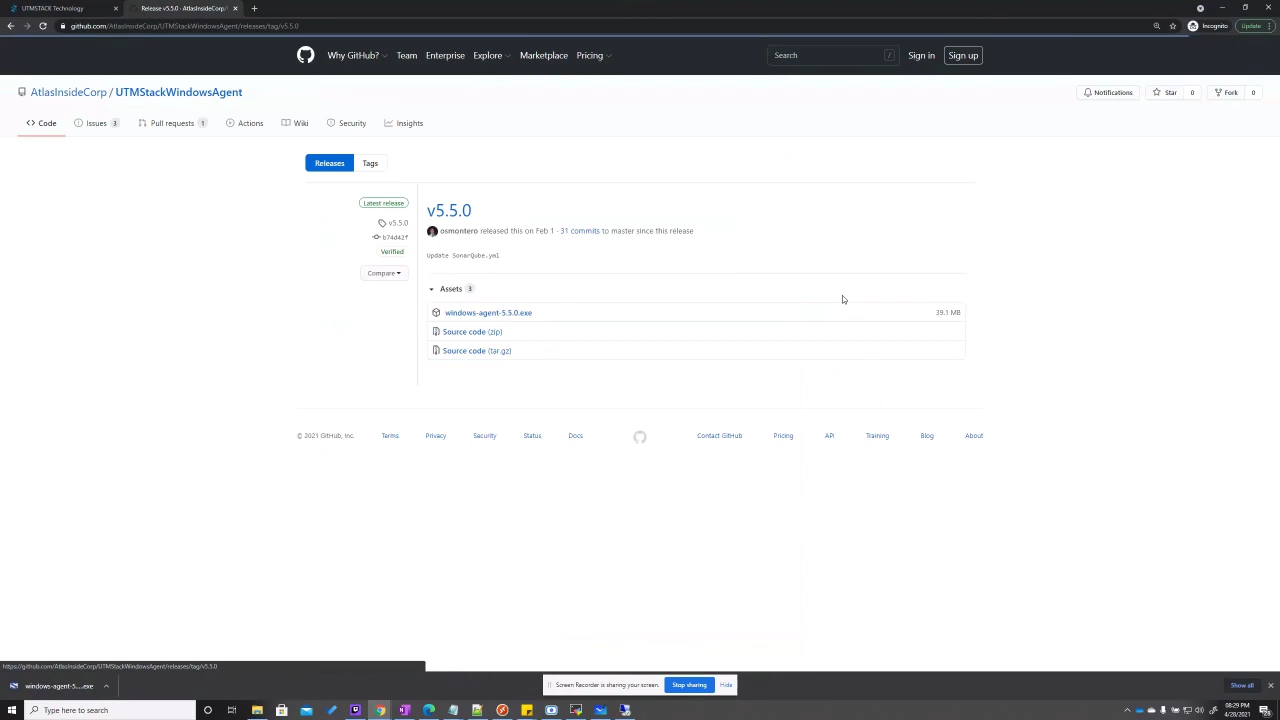 UTMSTACK Technology
Release v5.5.0 · AtlasInsideCorp/
github.com/AtlasInsideCorp/UTMStackWindowsAgent/releases/tag/v5.5.0
Incognito
Update
Why GitHub?
Team
Enterprise
Explore
Marketplace
Pricing
Search
/
Sign in
Sign up
AtlasInsideCorp / UTMStackWindowsAgent
Notifications
Star 0
Fork 0
Code
Issues 3
Pull requests 1
Actions
Wiki
Security
Insights
Releases
Tags
Latest release
v5.5.0
b74d42f
Verified
Compare
v5.5.0
osmontero released this on Feb 1 · 31 commits to master since this release
Update SonarQube.yml
Assets 3
windows-agent-5.5.0.exe 39.1 MB
Source code (zip)
Source code (tar.gz)
© 2021 GitHub, Inc.
Terms
Privacy
Security
Status
Docs
Contact GitHub
Pricing
API
Training
Blog
About
https://github.com/AtlasInsideCorp/UTMStackWindowsAgent/releases/tag/v5.5.0
windows-agent-5....exe
Screen Recorder is sharing your screen.
Stop sharing
Hide
Show all
Type here to search
08:29 PM
4/28/2021